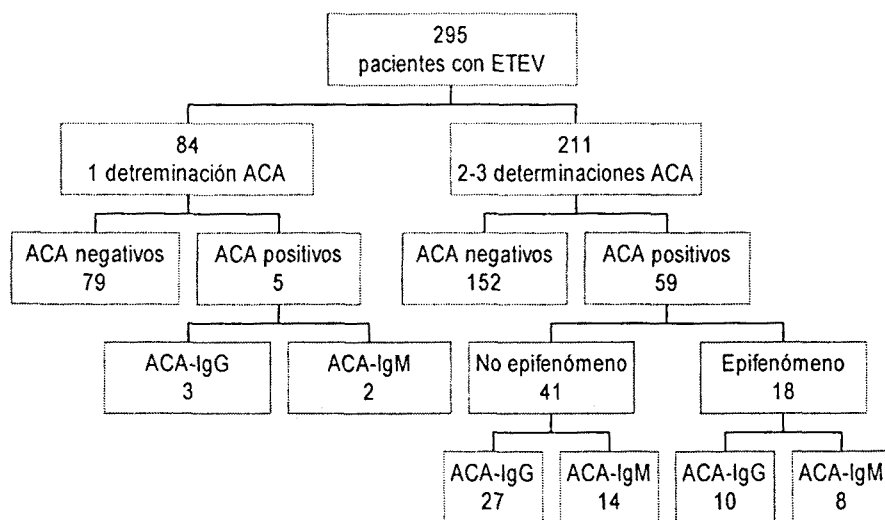 295
pacientes con ETEV
84
1 detreminación ACA
211
2-3 determinaciones ACA
ACA negativos
79
ACA positivos
5
ACA negativos
152
ACA positivos
59
ACA-IgG
3
ACA-IgM
2
No epifenómeno
41
Epifenómeno
18
ACA-IgG
27
ACA-IgM
14
ACA-IgG
10
ACA-IgM
8